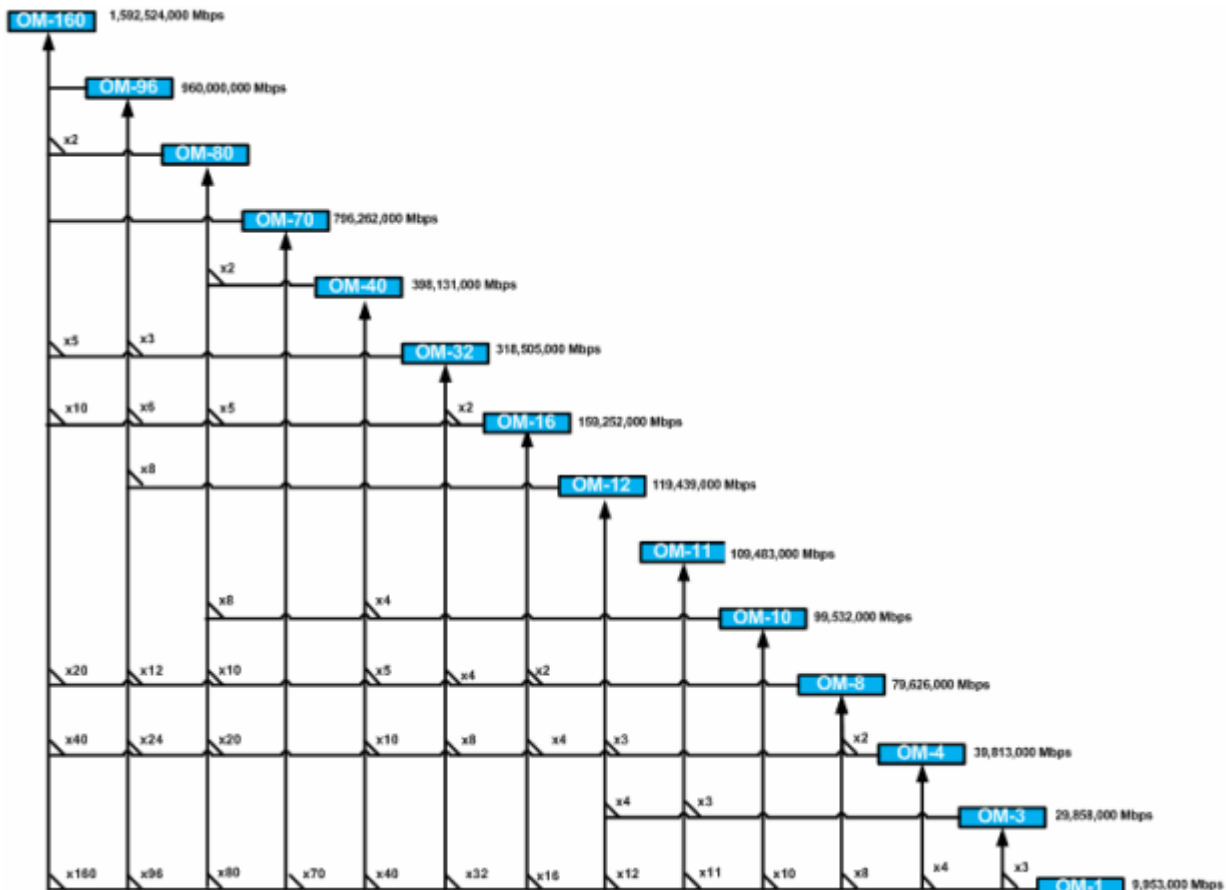 OM-160 1,592,524,000 Mbps
OM-96 960,000,000 Mbps
x2
OM-80
OM-70 796,262,000 Mbps
x2
OM-40 398,131,000 Mbps
x5 x3
OM-32 318,505,000 Mbps
x10 x6 x5 x2
OM-16 159,252,000 Mbps
x8
OM-12 119,439,000 Mbps
OM-11 109,483,000 Mbps
x8 x4
OM-10 99,532,000 Mbps
x20 x12 x10 x5 x4 x2
OM-8 79,626,000 Mbps
x40 x24 x20 x10 x8 x4 x3 x2
OM-4 39,813,000 Mbps
x4 x3
OM-3 29,858,000 Mbps
x160 x96 x80 x70 x40 x32 x16 x12 x11 x10 x8 x4 x3
OM-1 9,953,000 Mbps